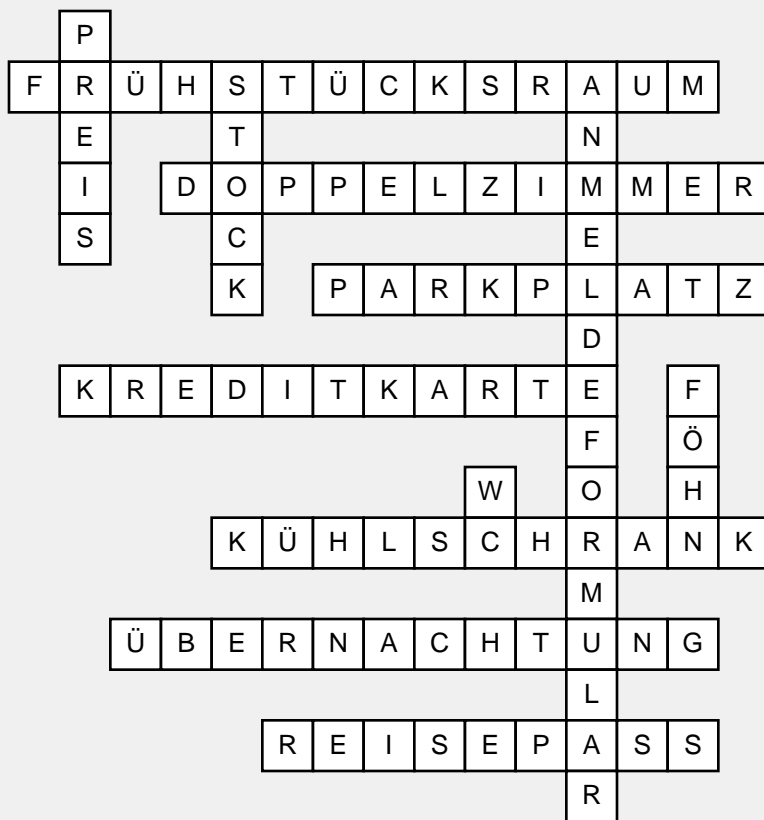 P
FRÜHSTÜCKSRAUM
E T N
I DOPPELZIMMER
S C E
K PARKPLATZ
D
KREDITKARTE F
F Ö
W O H
KÜHLSCHRANK
M
ÜBERNACHTUNG
L
REISEPASS
R